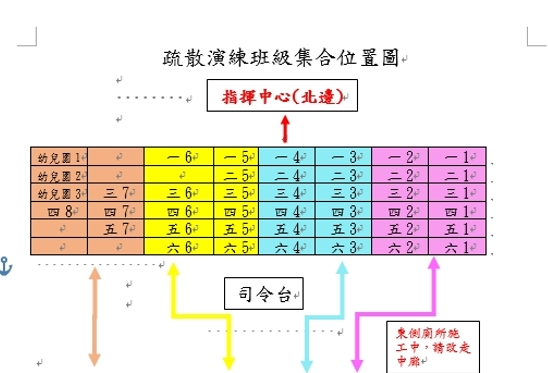 疏散演練班級集合位置圖
指揮中心(北邊)
幼兒園1 一6 一5 一4 一3 一2 一1
幼兒園2 二5 二4 二3 二2 二1
幼兒園3 三7 三6 三5 三4 三3 三2 三1
四8 四7 四6 四5 四4 四3 四2 四1
五7 五6 五5 五4 五3 五2 五1
六6 六5 六4 六3 六2 六1
司令台
東側廁所施
工中，請改走
中廊